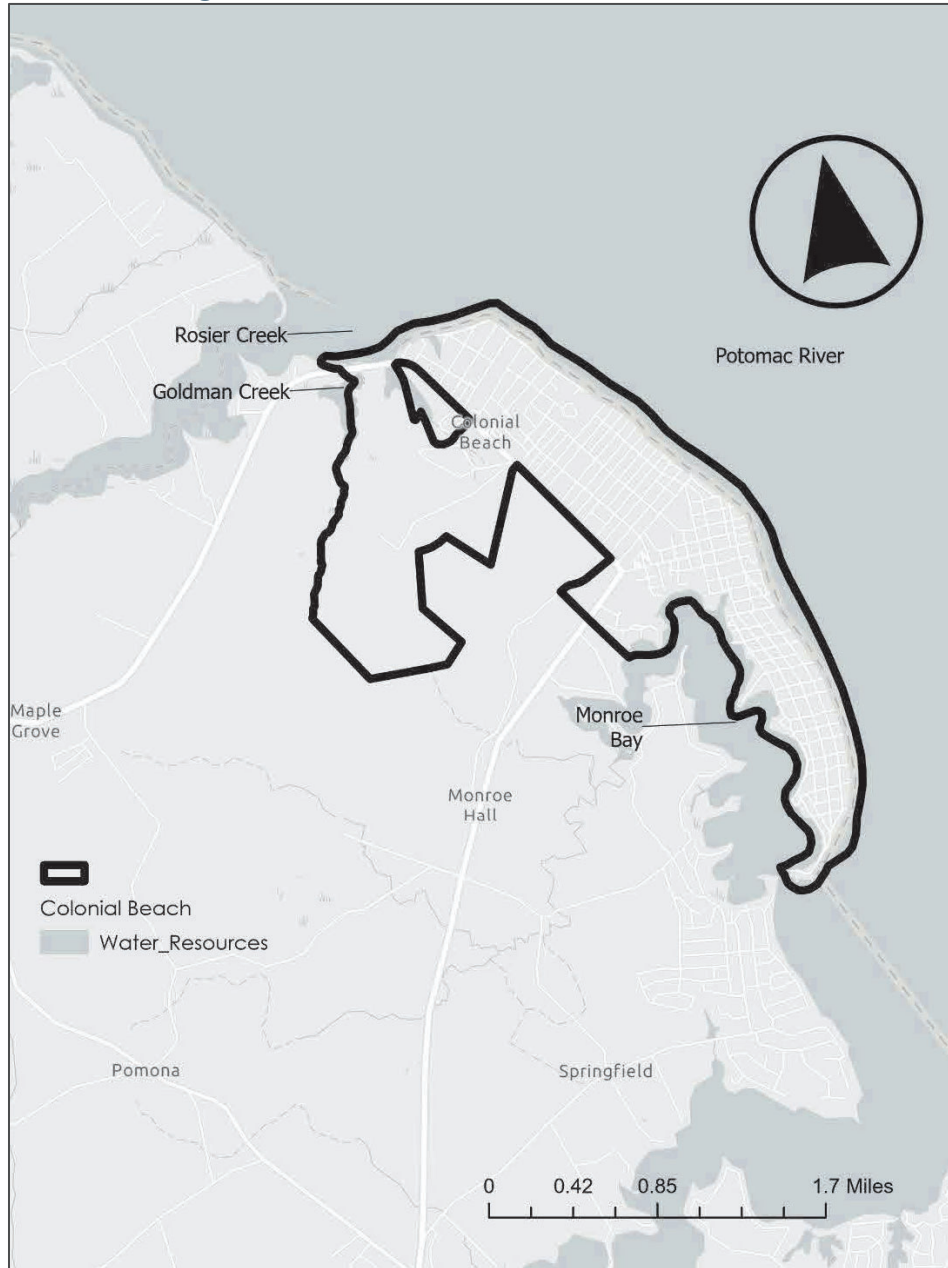 Rosier Creek
Potomac River
Goldman Creek
Colonial
Beach
Maple
Grove
Monroe
Bay
Monroe
Hall
Colonial Beach
Water_Resources
Pomona
Springfield
0 0.42 0.85 1.7 Miles